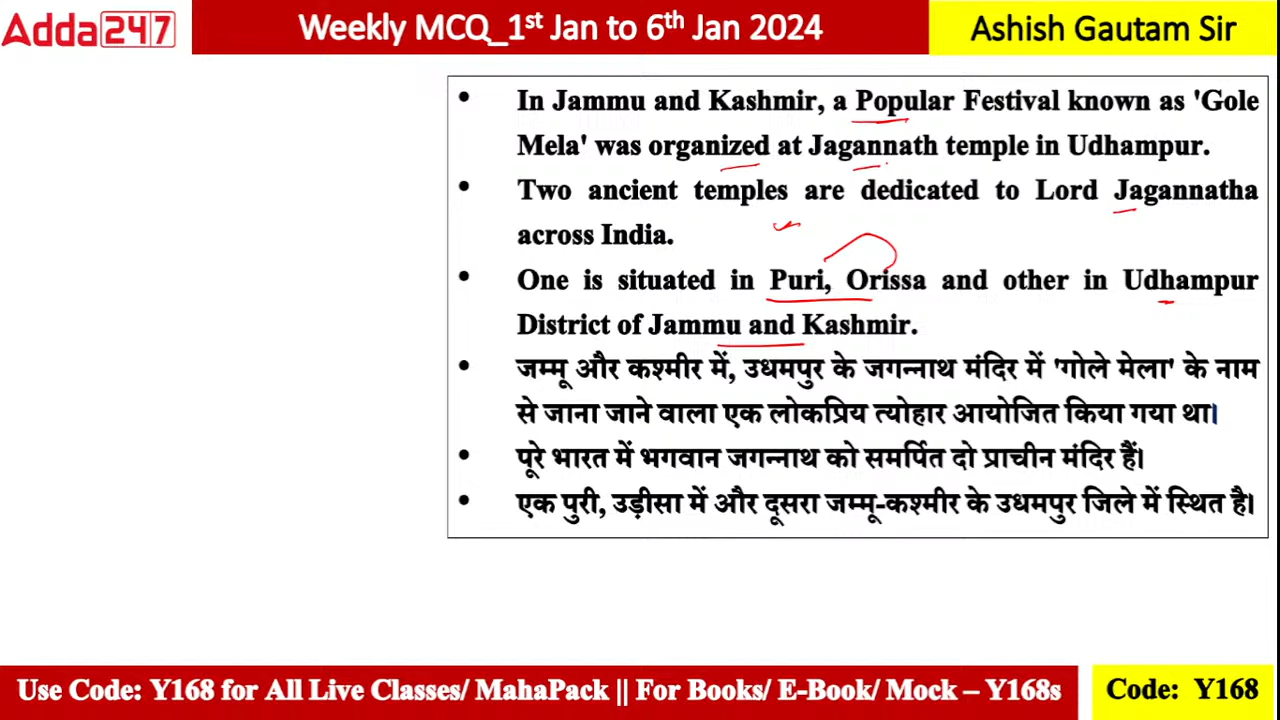 Adda247
Weekly MCQ_1st Jan to 6th Jan 2024
Ashish Gautam Sir
• In Jammu and Kashmir, a Popular Festival known as 'Gole
Mela' was organized at Jagannath temple in Udhampur.
• Two ancient temples are dedicated to Lord Jagannatha
across India.
• One is situated in Puri, Orissa and other in Udhampur
District of Jammu and Kashmir.
• जम्मू और कश्मीर में, उधमपुर के जगन्नाथ मंदिर में 'गोले मेला' के नाम
से जाना जाने वाला एक लोकप्रिय त्योहार आयोजित किया गया था।
• पूरे भारत में भगवान जगन्नाथ को समर्पित दो प्राचीन मंदिर हैं।
• एक पुरी, उड़ीसा में और दूसरा जम्मू-कश्मीर के उधमपुर जिले में स्थित है।
Use Code: Y168 for All Live Classes/ MahaPack || For Books/ E-Book/ Mock – Y168s
Code: Y168